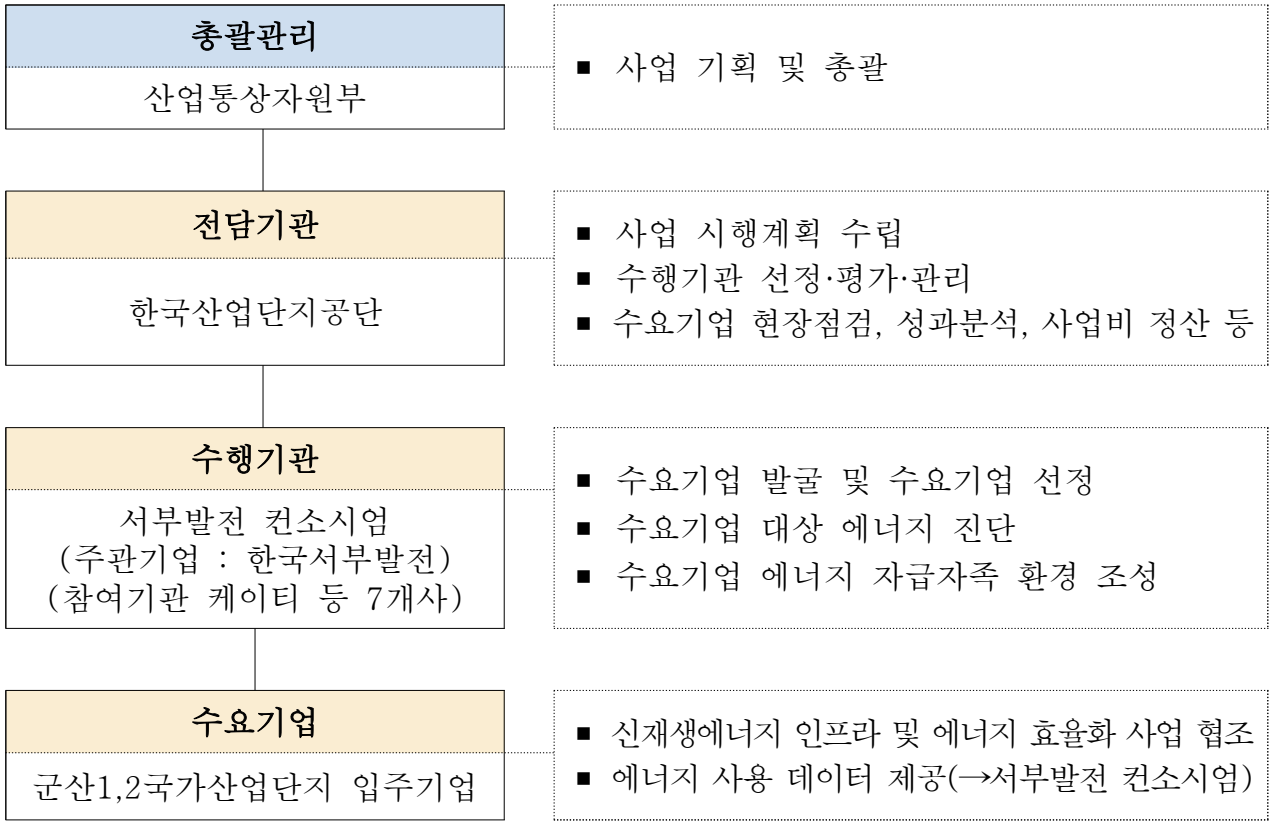 총괄관리
산업통상자원부
▪ 사업 기획 및 총괄
전담기관
한국산업단지공단
▪ 사업 시행계획 수립
▪ 수행기관 선정·평가·관리
▪ 수요기업 현장점검, 성과분석, 사업비 정산 등
수행기관
서부발전 컨소시엄
(주관기업 : 한국서부발전)
(참여기관 케이티 등 7개사)
▪ 수요기업 발굴 및 수요기업 선정
▪ 수요기업 대상 에너지 진단
▪ 수요기업 에너지 자급자족 환경 조성
수요기업
군산1,2국가산업단지 입주기업
▪ 신재생에너지 인프라 및 에너지 효율화 사업 협조
▪ 에너지 사용 데이터 제공(→서부발전 컨소시엄)